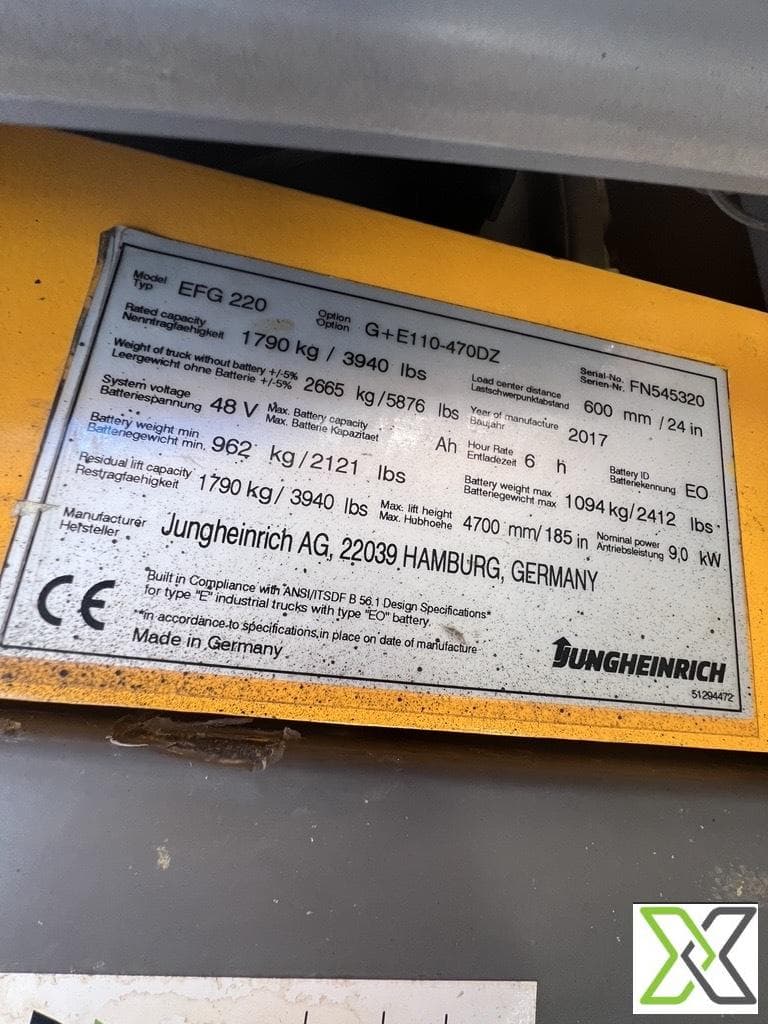 Model EFG 220 Option G+E110-470DZ Serial-No. FN545320
Typ Option Serien-Nr.
Rated capacity 1790 kg / 3940 lbs Load center distance 600 mm / 24 in
Nenntragfaehigkeit Lastschwerpunktabstand
Weight of truck without battery +/-5% 2665 kg/5876 lbs Year of manufacture 2017
Leergewicht ohne Batterie +/-5% Baujahr
System voltage 48 V Max. Battery capacity Ah Hour Rate 6 h Battery ID EO
Batteriespannung Max. Batterie Kapazitaet Entladezeit Batteriekennung
Battery weight min 962 kg/2121 lbs Battery weight max 1094 kg/2412 lbs
Batteriegewicht min. Batteriegewicht max
Residual lift capacity 1790 kg/ 3940 lbs Max. lift height 4700 mm/185 in Nominal power 9,0 kW
Restragfaehigkeit Max. Hubhoehe Antriebsleistung
Manufacturer Jungheinrich AG, 22039 HAMBURG, GERMANY
Hersteller
CE
Built in Compliance with ANSI/ITSDF B 56.1 Design Specifications*
for type "E" industrial trucks with type "EO" battery.
*in accordance to specifications in place on date of manufacture
Made in Germany
JUNGHEINRICH
51294472